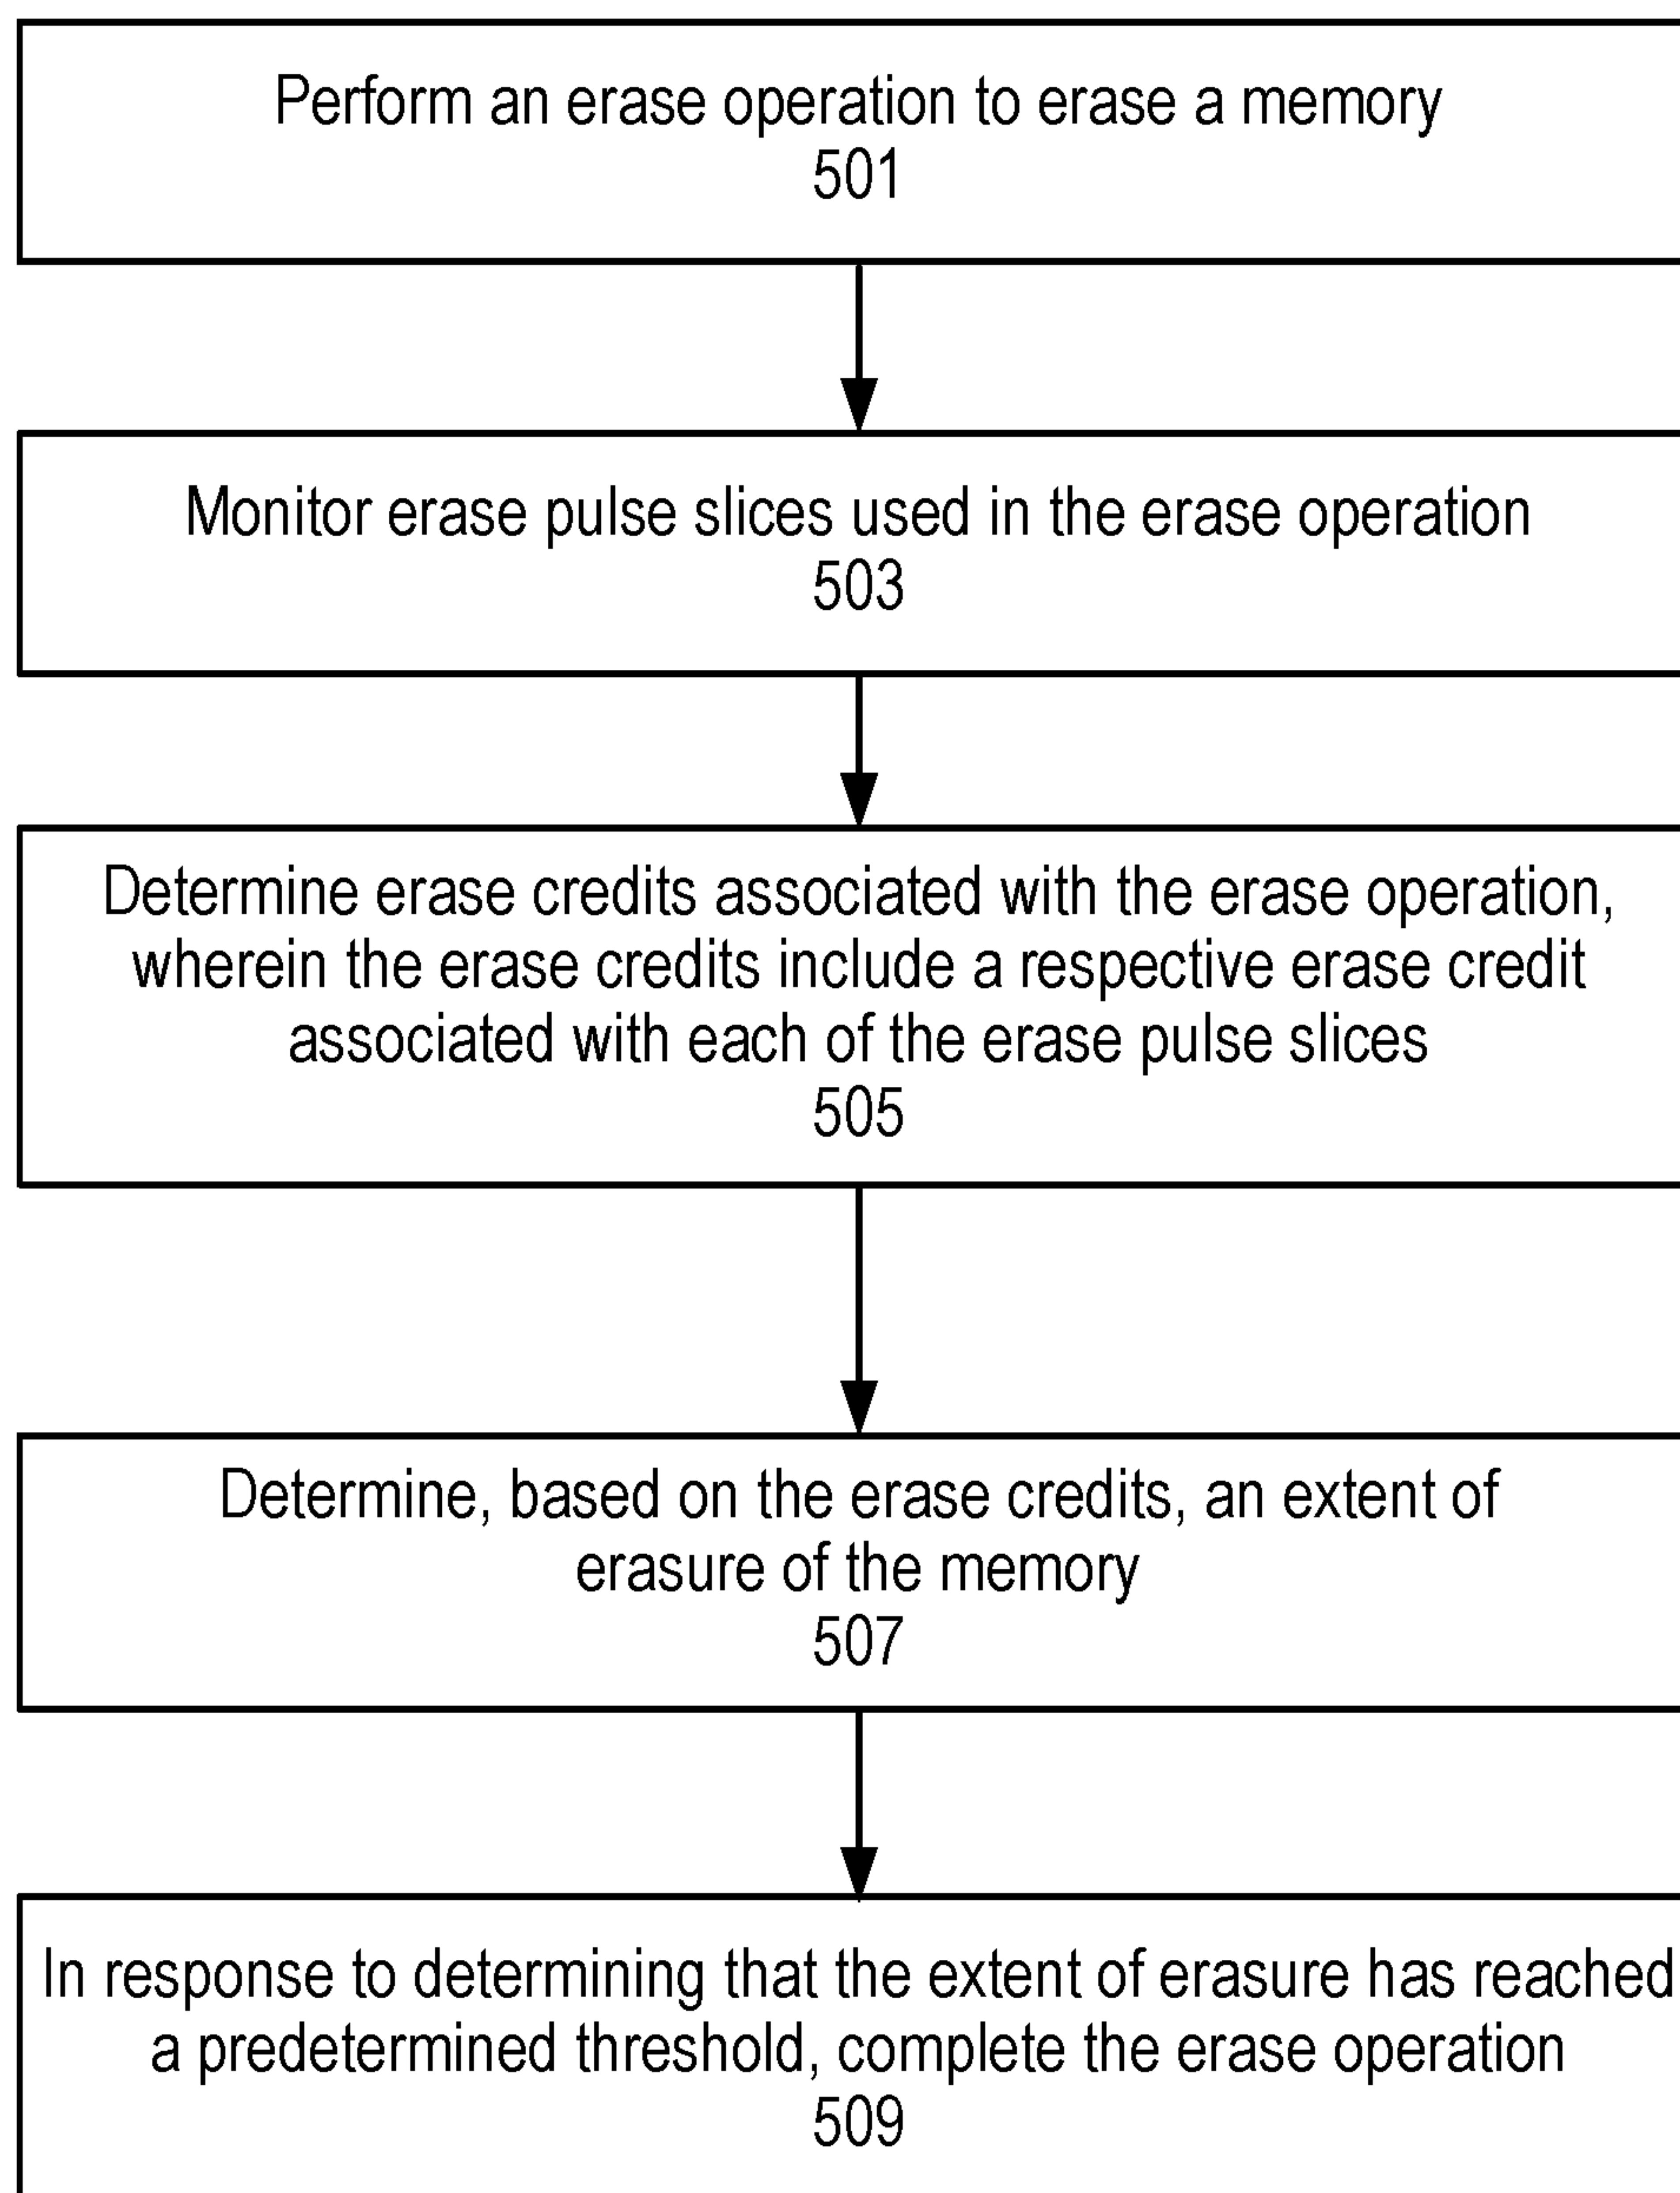 Perform an erase operation to erase a memory
501
Monitor erase pulse slices used in the erase operation
503
Determine erase credits associated with the erase operation,
wherein the erase credits include a respective erase credit
associated with each of the erase pulse slices
505
Determine, based on the erase credits, an extent of
erasure of the memory
507
In response to determining that the extent of erasure has reached
a predetermined threshold, complete the erase operation
509